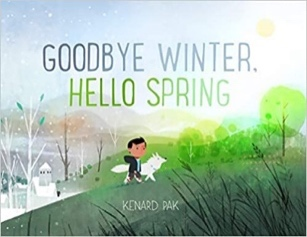 GOODBYE WINTER,
HELLO SPRING
KENARD PAK